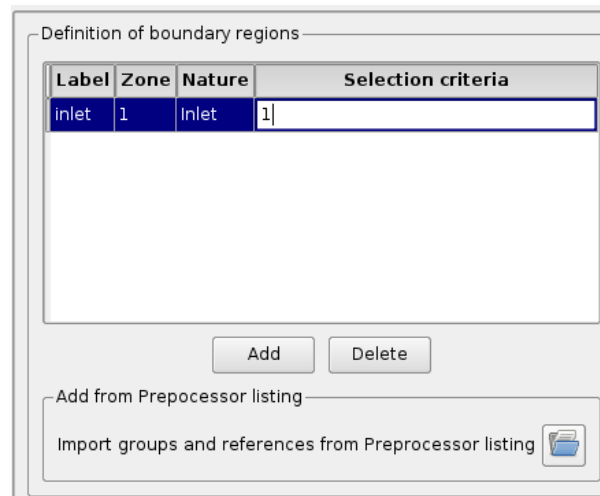 Definition of boundary regions
Label Zone Nature Selection criteria
inlet 1 Inlet 1
Add Delete
Add from Prepocessor listing
Import groups and references from Preprocessor listing